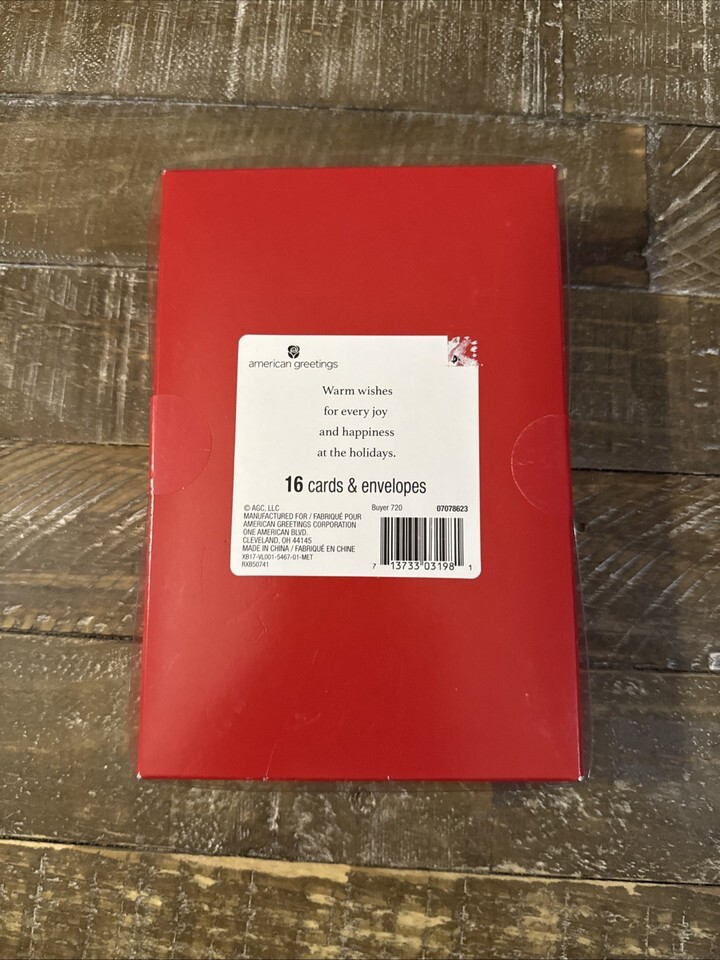 american greetings
Warm wishes
for every joy
and happiness
at the holidays.
16 cards & envelopes
© AGC, LLC
MANUFACTURED FOR / FABRIQUÉ POUR
AMERICAN GREETINGS CORPORATION
ONE AMERICAN BLVD.
CLEVELAND, OH 44145
MADE IN CHINA / FABRIQUÉ EN CHINE
XB17-VL001-5467-01-MET
RXB50741
Buyer 720 07078623
7 13733 03198 1